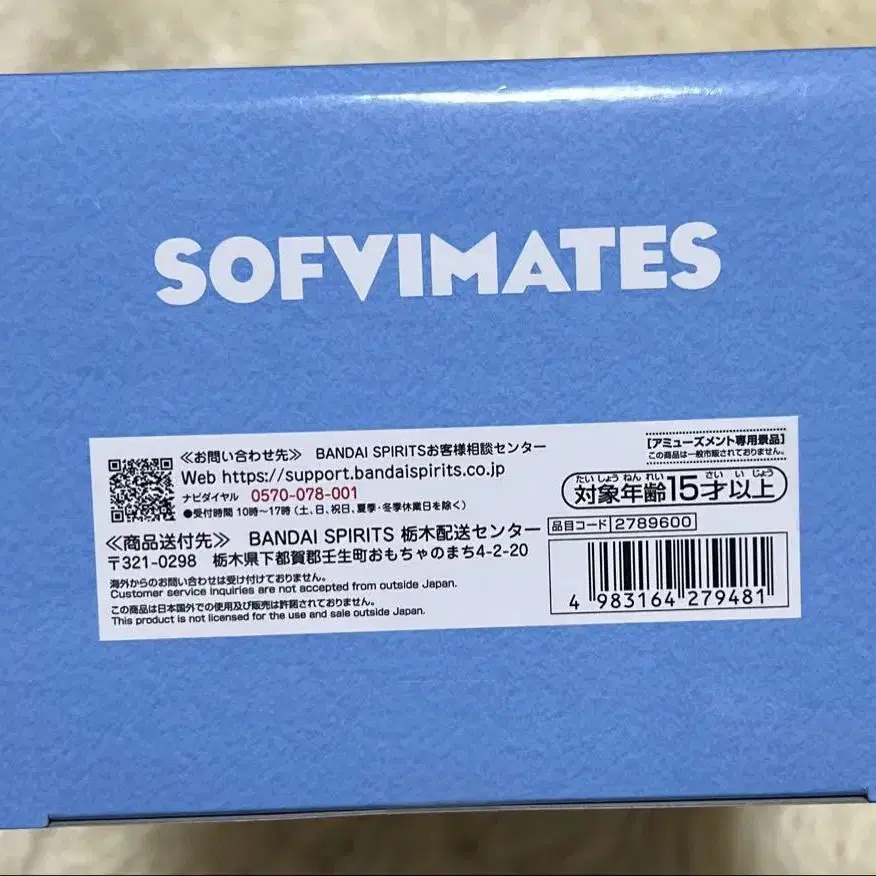 SOFVIMATES
≪お問い合わせ先≫ BANDAI SPIRITSお客様相談センター
Web https://support.bandaispirits.co.jp
ナビダイヤル 0570-078-001
●受付時間 10時〜17時(土、日、祝日、夏季・冬季休業日を除く)
≪商品送付先≫ BANDAI SPIRITS 栃木配送センター
〒321-0298 栃木県下都賀郡壬生町おもちゃのまち4-2-20
海外からのお問い合わせは受け付けておりません。
Customer service inquiries are not accepted from outside Japan.
この商品は日本国外での使用及び販売は許諾されておりません。
This product is not licensed for the use and sale outside Japan.
[アミューズメント専用景品]
この商品は一般市販されておりません。
たいしょうねんれい さいいじょう
対象年齢15才以上
品目コード 2789600
4 983164 279481